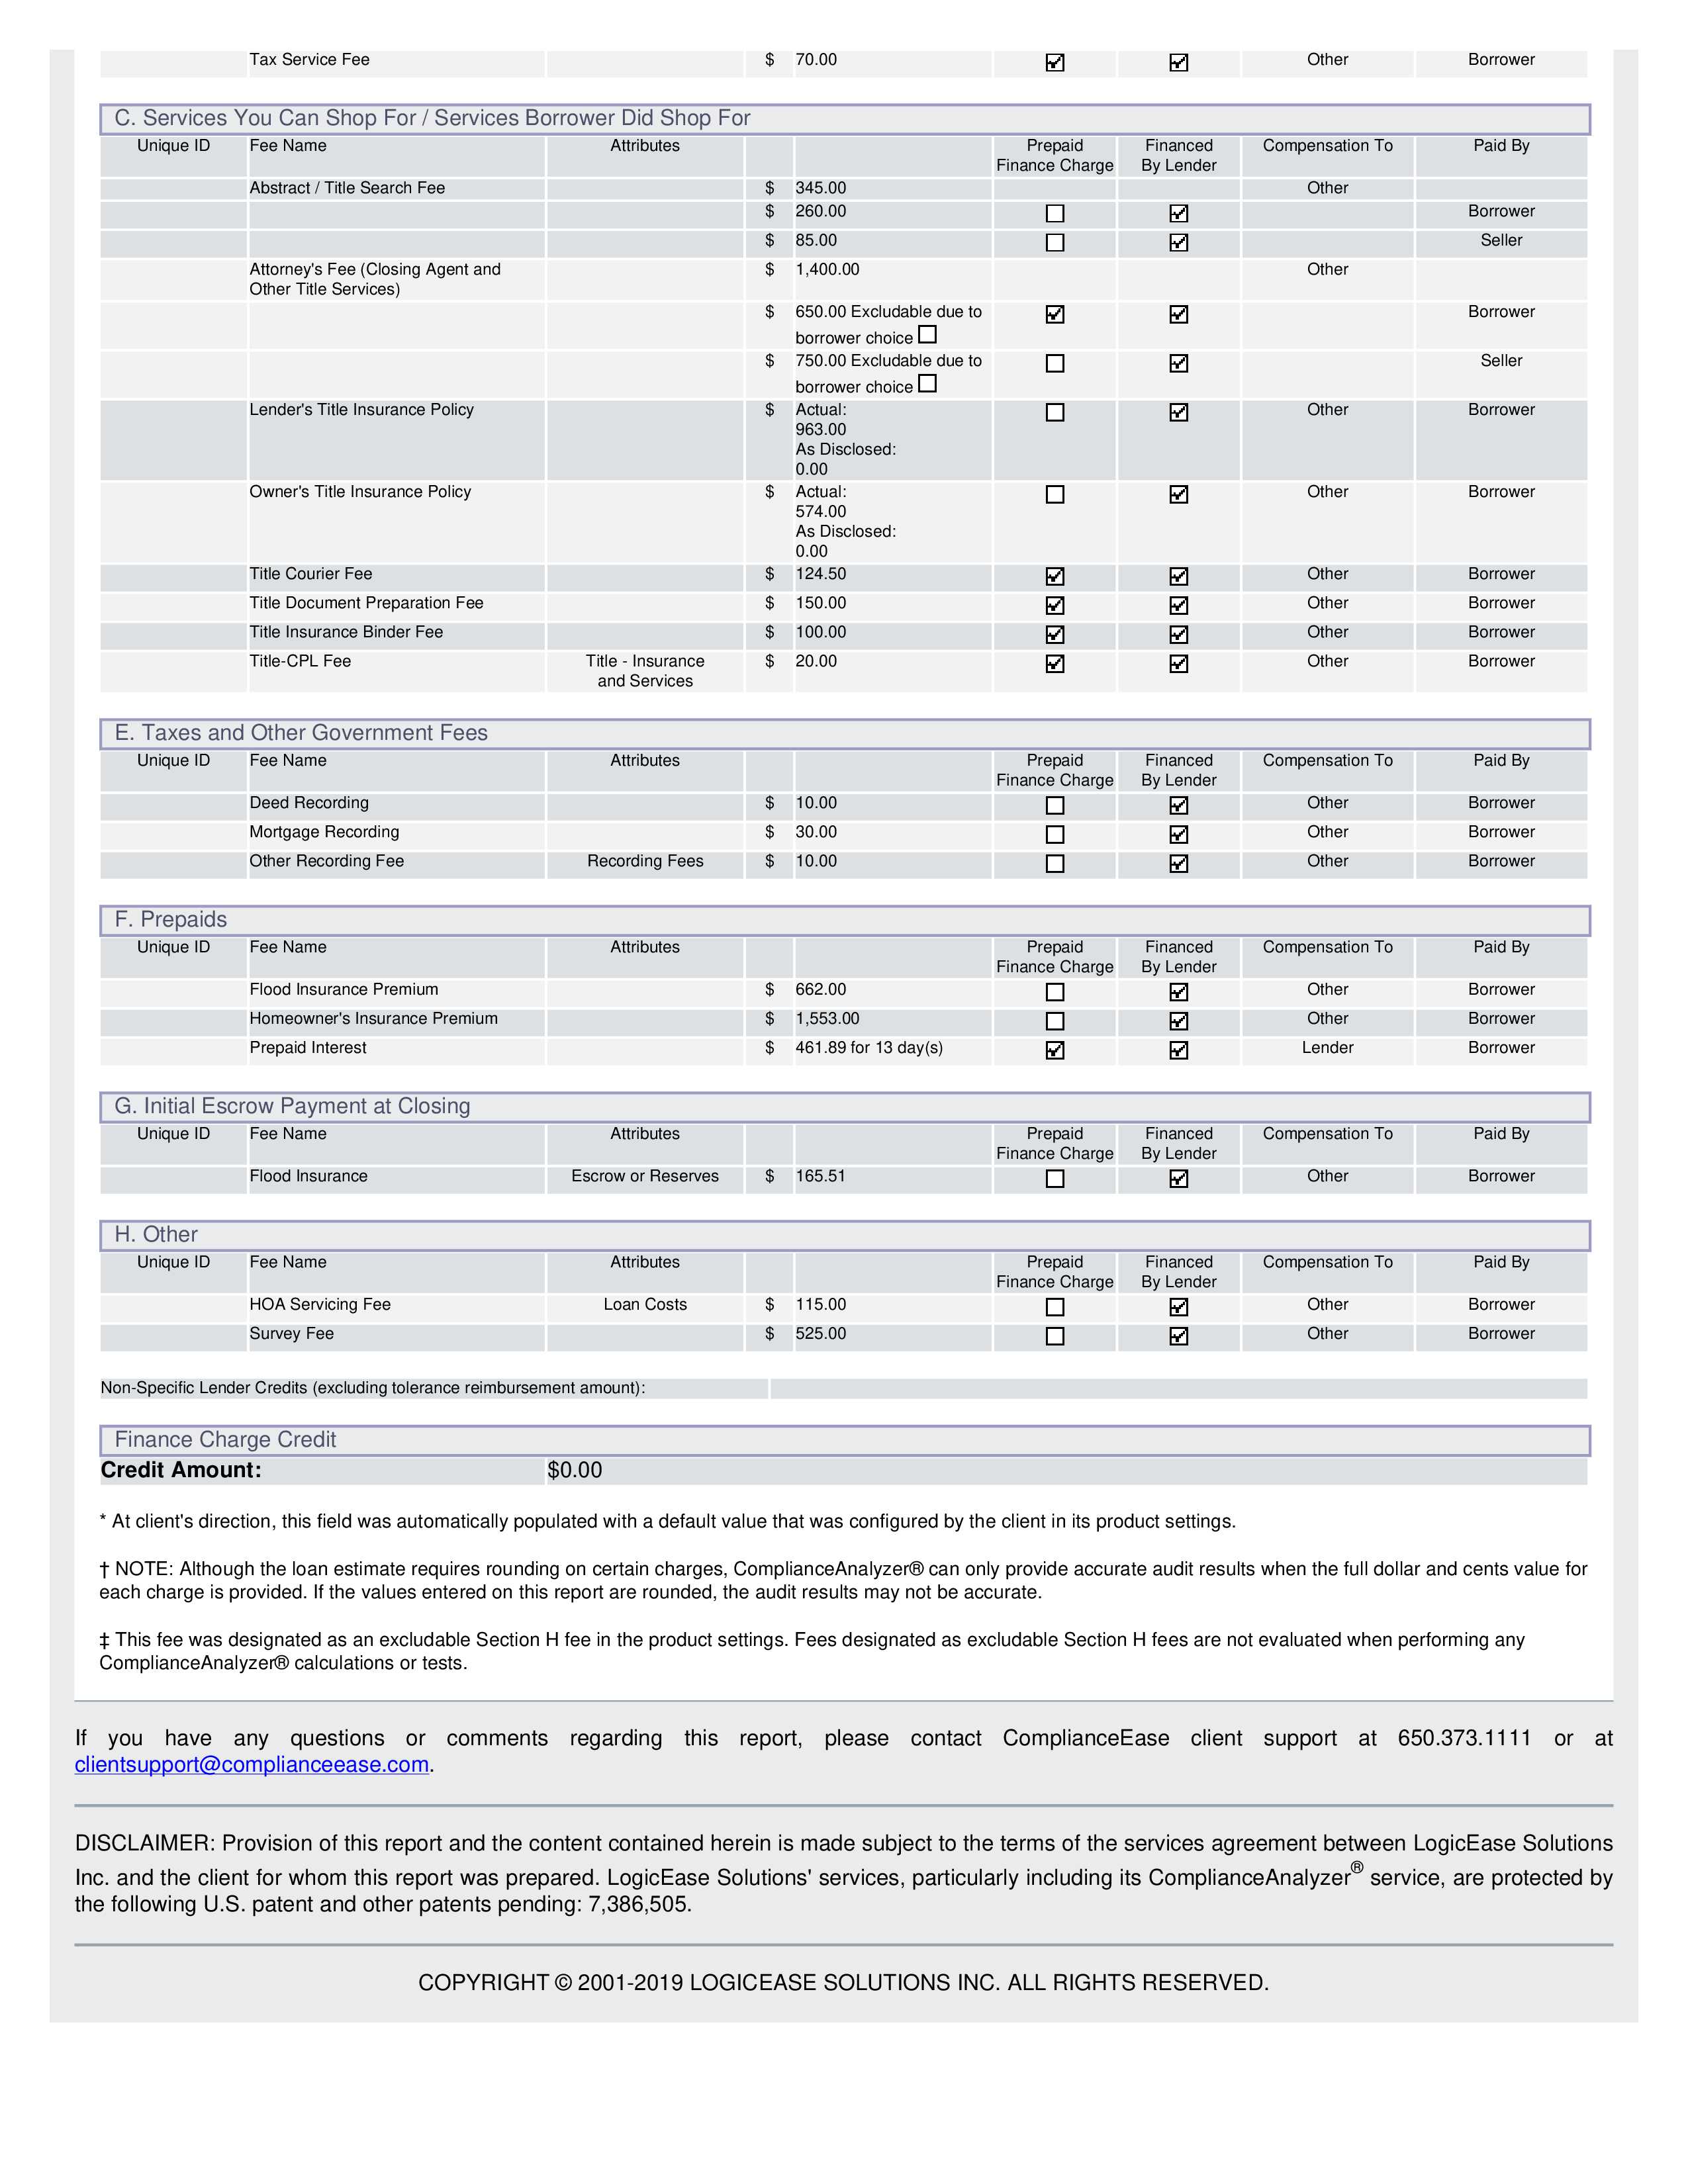 Tax Service Fee $ 70.00 Other Borrower
C. Services You Can Shop For / Services Borrower Did Shop For
Unique ID Fee Name Attributes Prepaid Financed Compensation To Paid By
Finance Charge By Lender
Abstract / Title Search Fee $ 345.00 Other
$ 260.00 Borrower
$ 85.00 Seller
Attorney's Fee (Closing Agent and $ 1,400.00 Other
Other Title Services)
$ 650.00 Excludable due to Borrower
borrower choice
$ 750.00 Excludable due to Seller
borrower choice
Lender's Title Insurance Policy $ Actual: Other Borrower
963.00
As Disclosed:
0.00
Owner's Title Insurance Policy $ Actual: Other Borrower
574.00
As Disclosed:
0.00
Title Courier Fee $ 124.50 Other Borrower
Title Document Preparation Fee $ 150.00 Other Borrower
Title Insurance Binder Fee $ 100.00 Other Borrower
Title-CPL Fee Title - Insurance $ 20.00 Other Borrower
and Services
E. Taxes and Other Government Fees
Unique ID Fee Name Attributes Prepaid Financed Compensation To Paid By
Finance Charge By Lender
Deed Recording $ 10.00 Other Borrower
Mortgage Recording $ 30.00 Other Borrower
Other Recording Fee Recording Fees $ 10.00 Other Borrower
F. Prepaids
Unique ID Fee Name Attributes Prepaid Financed Compensation To Paid By
Finance Charge By Lender
Flood Insurance Premium $ 662.00 Other Borrower
Homeowner's Insurance Premium $ 1,553.00 Other Borrower
Prepaid Interest $ 461.89 for 13 day(s) Lender Borrower
G. Initial Escrow Payment at Closing
Unique ID Fee Name Attributes Prepaid Financed Compensation To Paid By
Finance Charge By Lender
Flood Insurance Escrow or Reserves $ 165.51 Other Borrower
H. Other
Unique ID Fee Name Attributes Prepaid Financed Compensation To Paid By
Finance Charge By Lender
HOA Servicing Fee Loan Costs $ 115.00 Other Borrower
Survey Fee $ 525.00 Other Borrower
Non-Specific Lender Credits (excluding tolerance reimbursement amount):
Finance Charge Credit
Credit Amount: $0.00
* At client's direction, this field was automatically populated with a default value that was configured by the client in its product settings.
† NOTE: Although the loan estimate requires rounding on certain charges, ComplianceAnalyzer® can only provide accurate audit results when the full dollar and cents value for
each charge is provided. If the values entered on this report are rounded, the audit results may not be accurate.
‡ This fee was designated as an excludable Section H fee in the product settings. Fees designated as excludable Section H fees are not evaluated when performing any
ComplianceAnalyzer® calculations or tests.
If you have any questions or comments regarding this report, please contact ComplianceEase client support at 650.373.1111 or at
clientsupport@complianceease.com.
DISCLAIMER: Provision of this report and the content contained herein is made subject to the terms of the services agreement between LogicEase Solutions
Inc. and the client for whom this report was prepared. LogicEase Solutions' services, particularly including its ComplianceAnalyzer® service, are protected by
the following U.S. patent and other patents pending: 7,386,505.
COPYRIGHT © 2001-2019 LOGICEASE SOLUTIONS INC. ALL RIGHTS RESERVED.